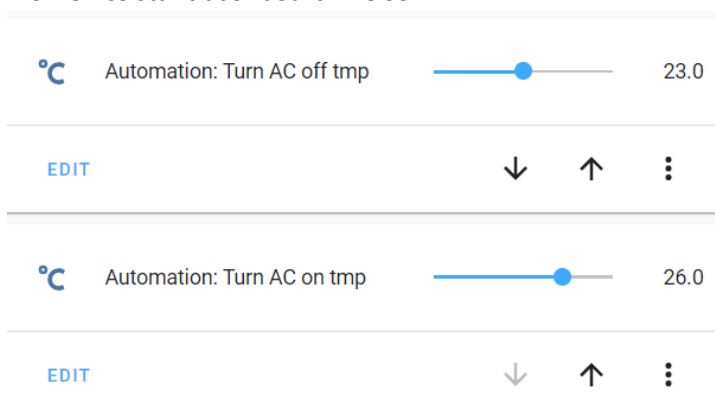 °C Automation: Turn AC off tmp 23.0
EDIT
°C Automation: Turn AC on tmp 26.0
EDIT